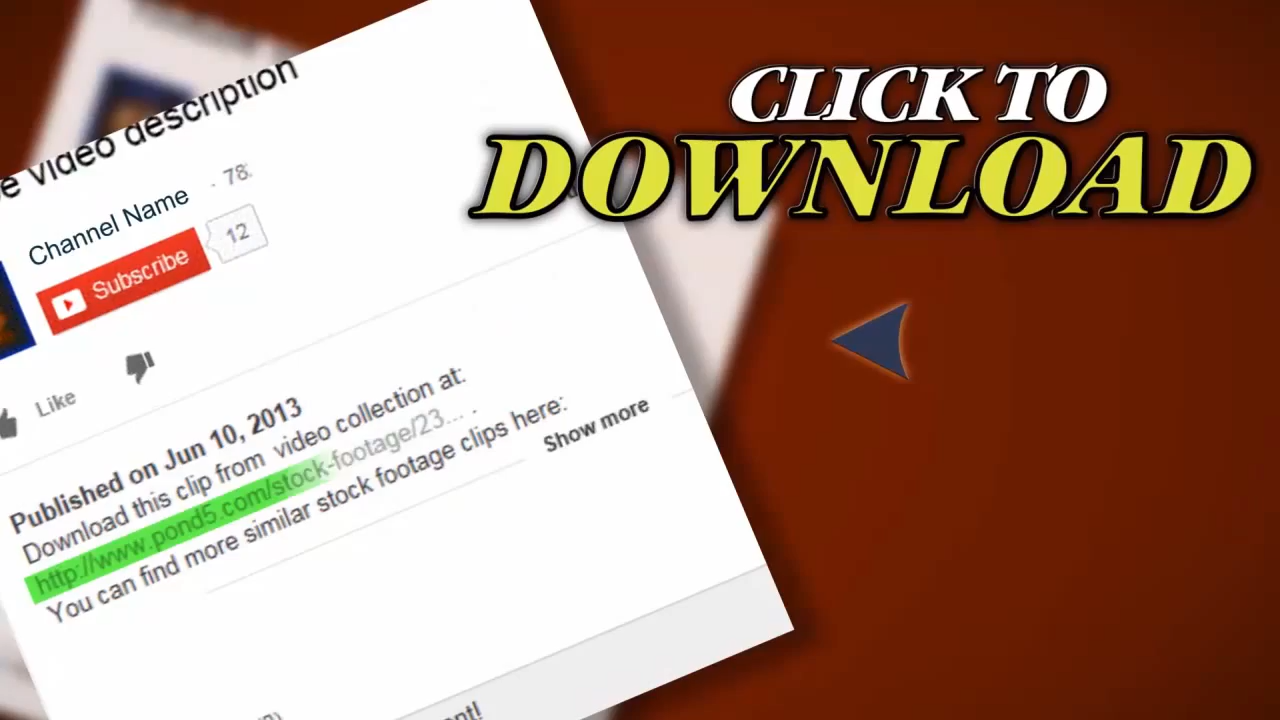 CLICK TO
DOWNLOAD
video description
Channel Name
Subscribe
12
Like
Published on Jun 10, 2013
Download this clip from video collection at:
http://www.pond5.com/stock-footage/23... .
You can find more similar stock footage clips here:
Show more